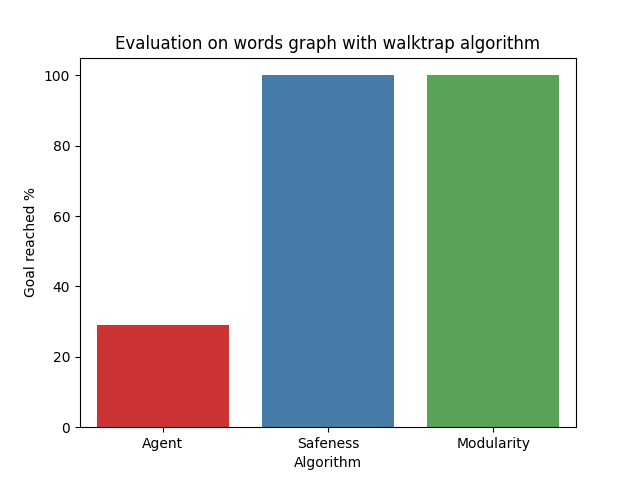 Evaluation on words graph with walktrap algorithm
100
80
60
40
20
0
Goal reached %
Agent
Safeness
Modularity
Algorithm